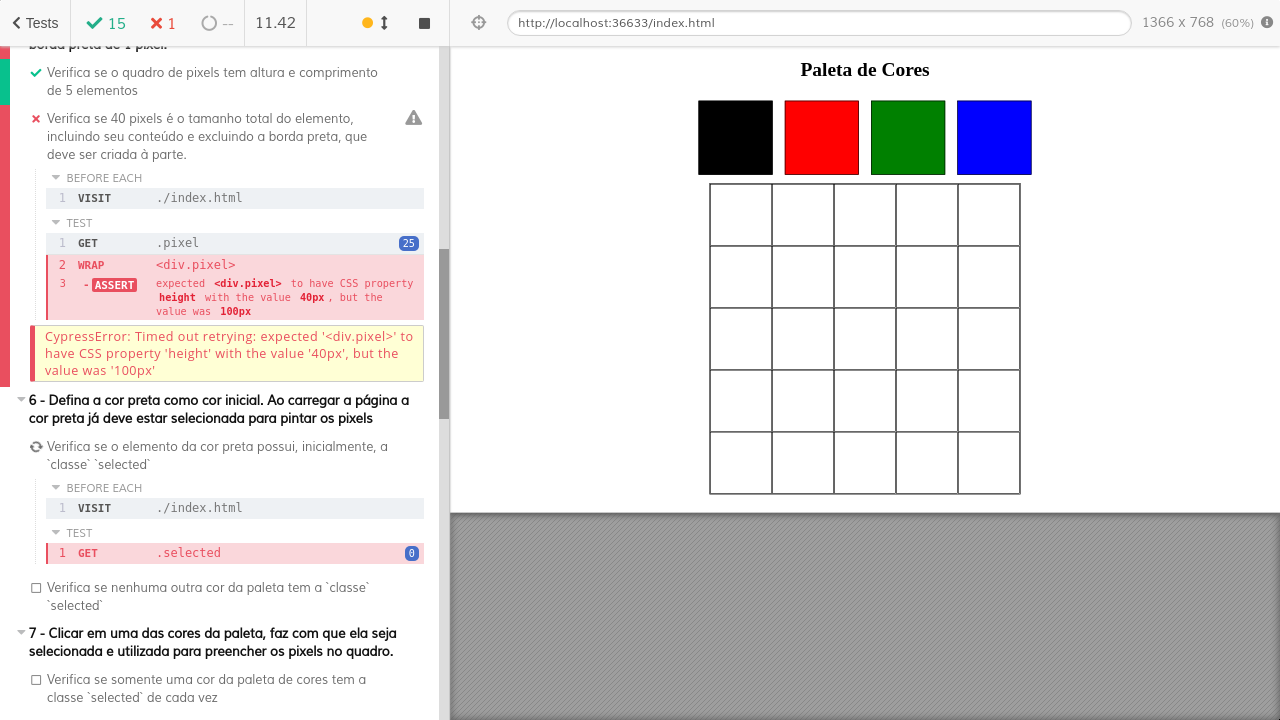 Tests
15
1
--
11.42
http://localhost:36633/index.html
1366 x 768 (60%)
borda preta de 1 pixel.
Verifica se o quadro de pixels tem altura e comprimento
de 5 elementos
Verifica se 40 pixels é o tamanho total do elemento,
incluindo seu conteúdo e excluindo a borda preta, que
deve ser criada à parte.
BEFORE EACH
1 VISIT ./index.html
TEST
1 GET .pixel 25
2 WRAP <div.pixel>
3 - ASSERT expected <div.pixel> to have CSS property
height with the value 40px, but the
value was 100px
CypressError: Timed out retrying: expected '<div.pixel>' to
have CSS property 'height' with the value '40px', but the
value was '100px'
6 - Defina a cor preta como cor inicial. Ao carregar a página a
cor preta já deve estar selecionada para pintar os pixels
Verifica se o elemento da cor preta possui, inicialmente, a
`classe` `selected`
BEFORE EACH
1 VISIT ./index.html
TEST
1 GET .selected 0
Verifica se nenhuma outra cor da paleta tem a `classe`
`selected`
7 - Clicar em uma das cores da paleta, faz com que ela seja
selecionada e utilizada para preencher os pixels no quadro.
Verifica se somente uma cor da paleta de cores tem a
classe `selected` de cada vez
Paleta de Cores